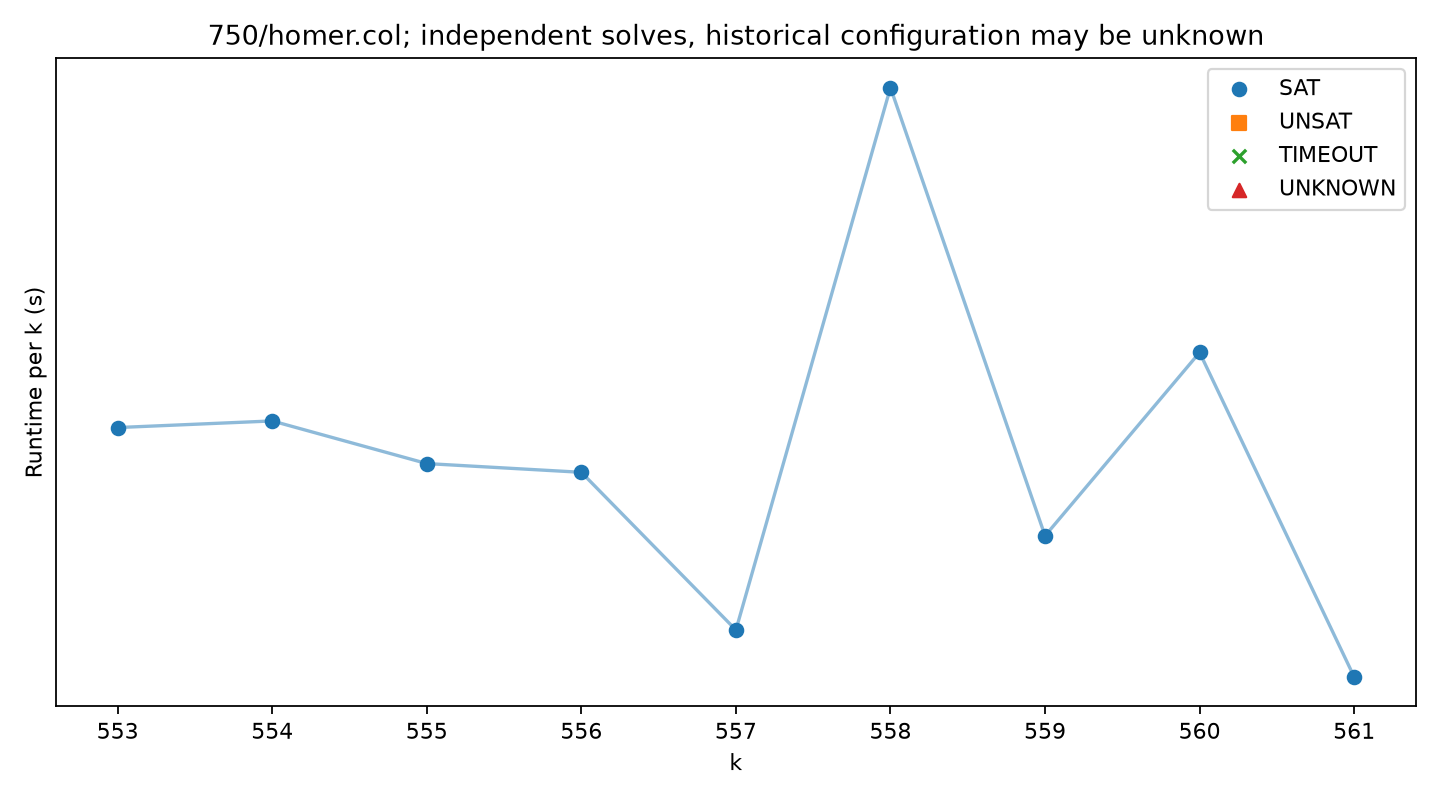 750/homer.col; independent solves, historical configuration may be unknown
SAT
UNSAT
TIMEOUT
UNKNOWN
Runtime per k (s)
553 554 555 556 557 558 559 560 561
k